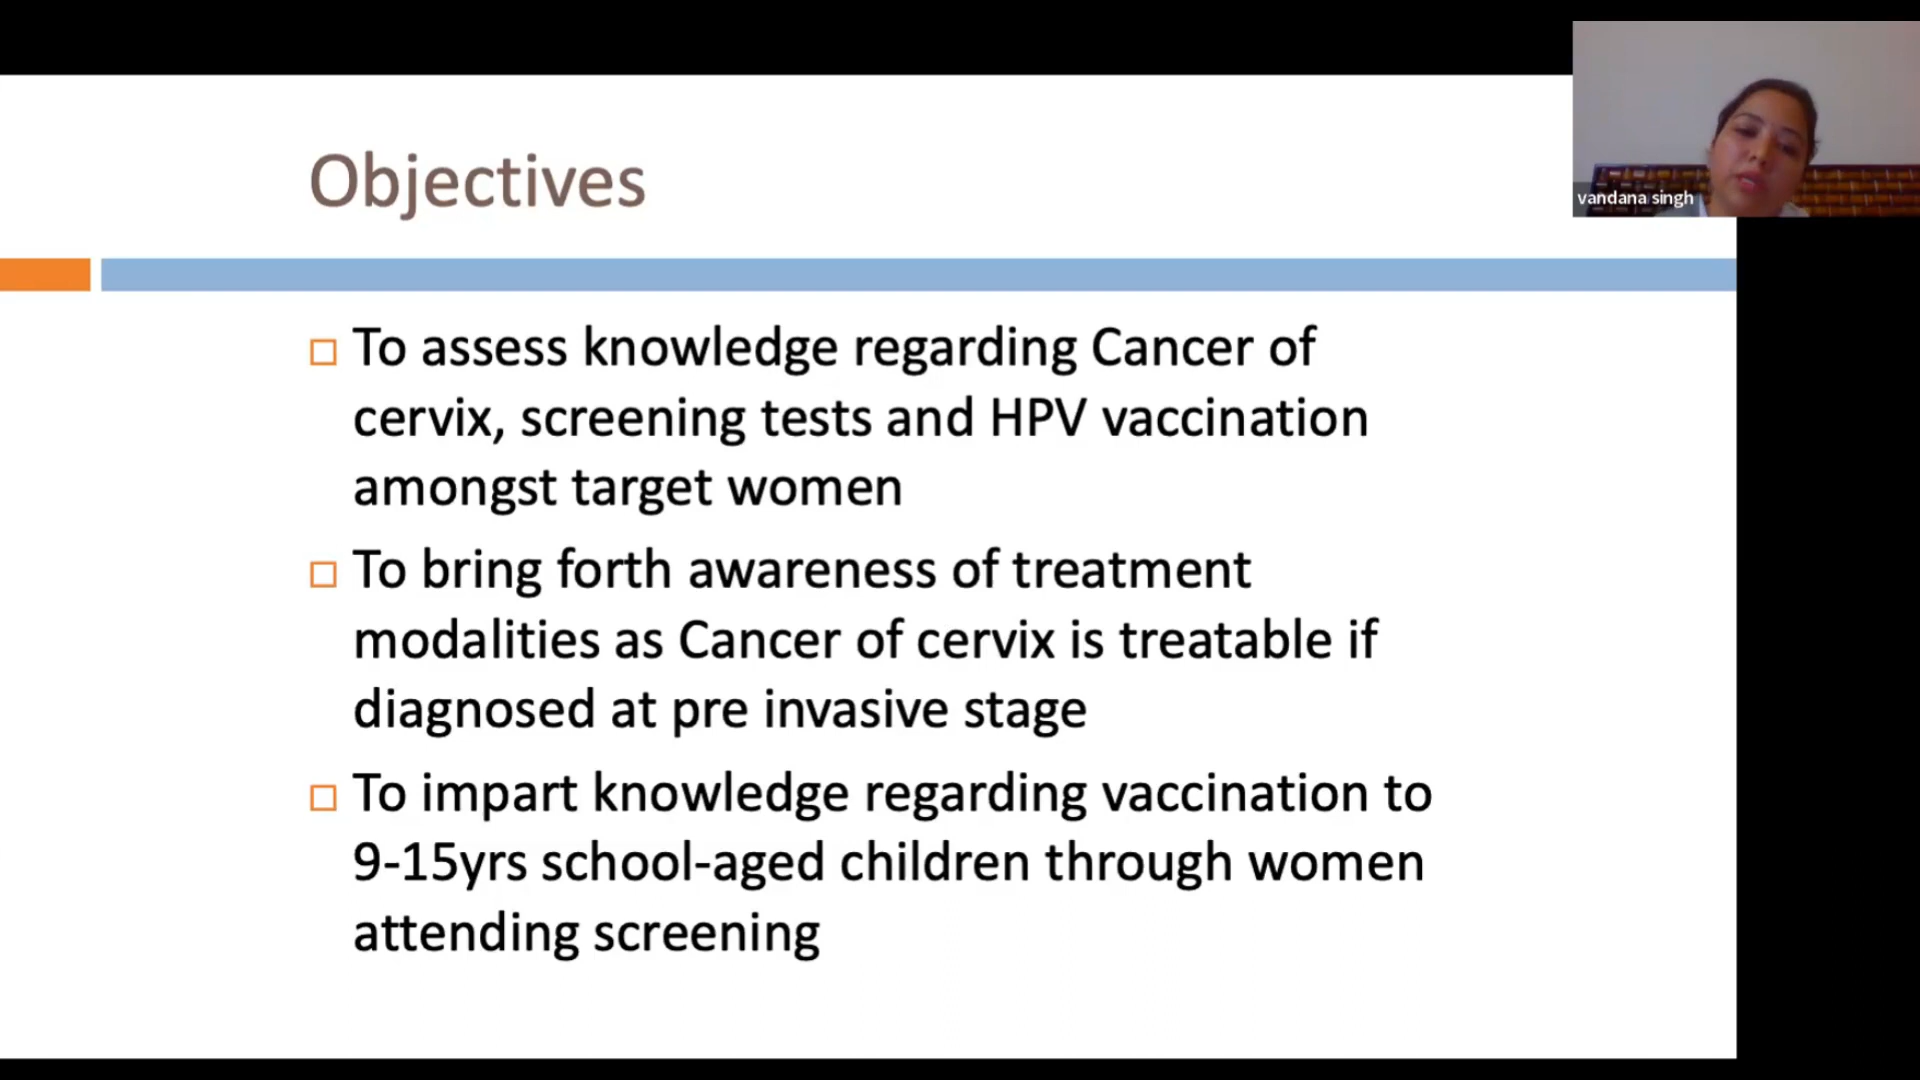 Objectives
vandana singh
To assess knowledge regarding Cancer of
cervix, screening tests and HPV vaccination
amongst target women
To bring forth awareness of treatment
modalities as Cancer of cervix is treatable if
diagnosed at pre invasive stage
To impart knowledge regarding vaccination to
9-15yrs school-aged children through women
attending screening